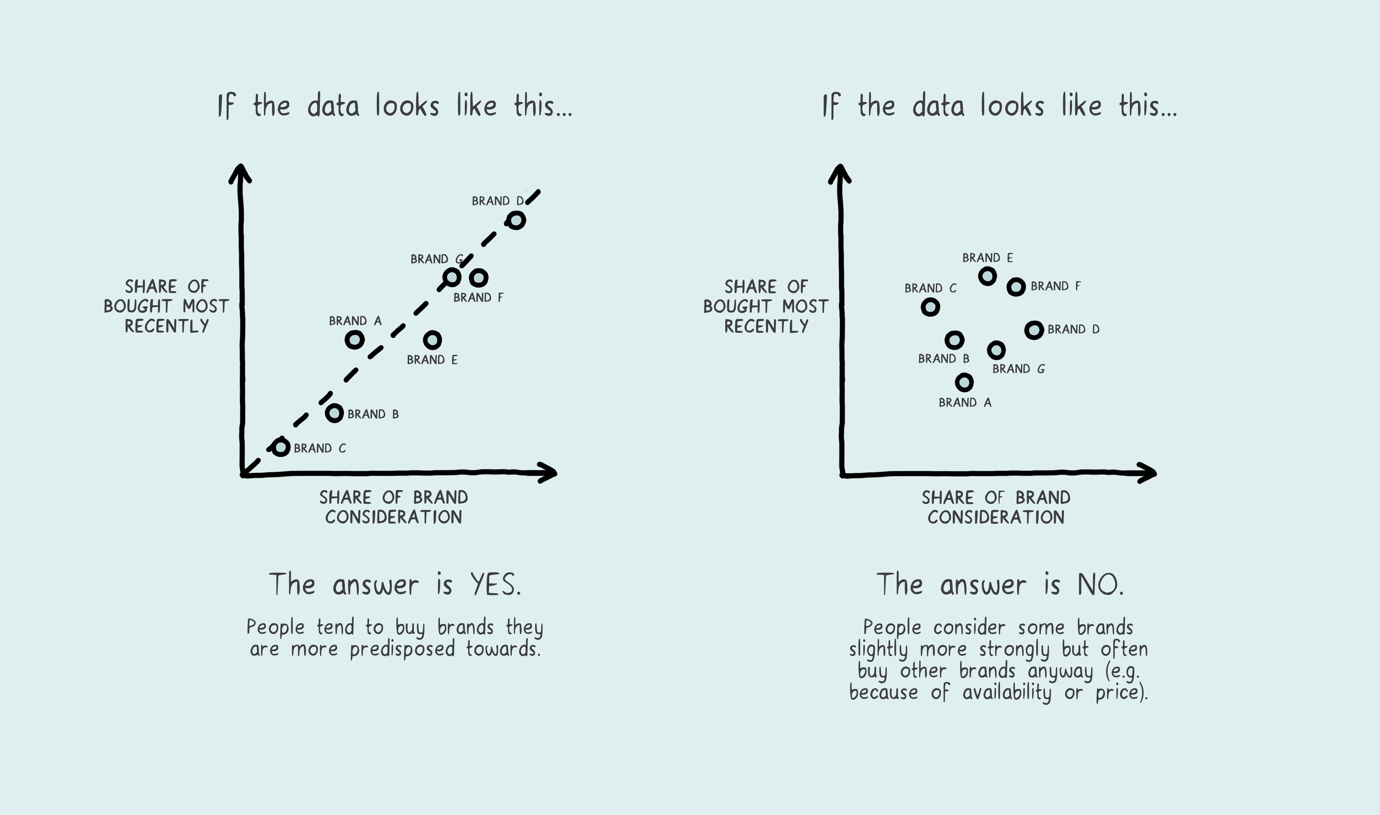 If the data looks like this...
BRAND D
BRAND G
BRAND F
SHARE OF
BOUGHT MOST
RECENTLY
BRAND A
BRAND E
BRAND B
BRAND C
SHARE OF BRAND
CONSIDERATION
The answer is YES.
People tend to buy brands they
are more predisposed towards.
If the data looks like this...
BRAND E
BRAND C
BRAND F
SHARE OF
BOUGHT MOST
RECENTLY
BRAND D
BRAND B
BRAND G
BRAND A
SHARE OF BRAND
CONSIDERATION
The answer is NO.
People consider some brands
slightly more strongly but often
buy other brands anyway (e.g.
because of availability or price).